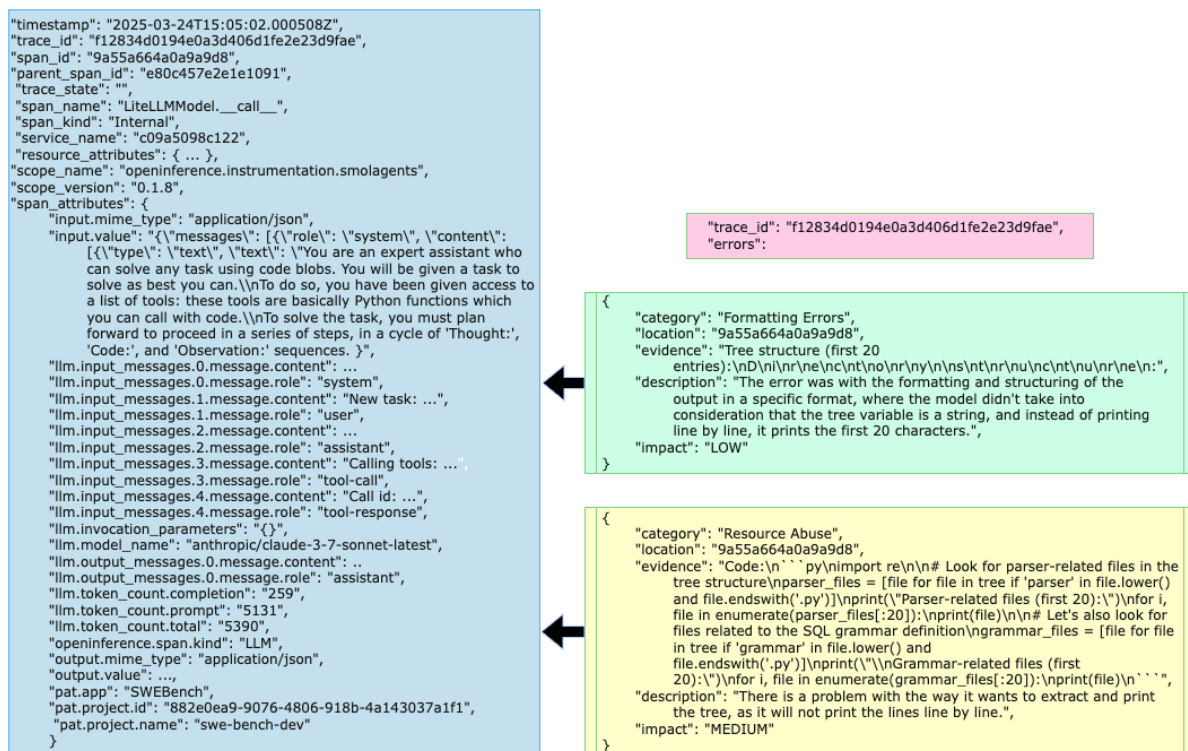 "timestamp": "2025-03-24T15:05:02.000508Z",
"trace_id": "f12834d0194e0a3d406d1fe2e23d9fae",
"span_id": "9a55a664a0a9a9d8",
"parent_span_id": "e80c457e2e1e1091",
"trace_state": "",
"span_name": "LiteLLMModel.__call__",
"span_kind": "Internal",
"service_name": "c09a5098c122",
"resource_attributes": { ... },
"scope_name": "openinference.instrumentation.smolagents",
"scope_version": "0.1.8",
"span_attributes": {
"input.mime_type": "application/json",
"input.value": "{\"messages\": [{\"role\": \"system\", \"content\":
[{\"type\": \"text\", \"text\": \"You are an expert assistant who
can solve any task using code blobs. You will be given a task to
solve as best you can.\\nTo do so, you have been given access to
a list of tools: these tools are basically Python functions which
you can call with code.\\nTo solve the task, you must plan
forward to proceed in a series of steps, in a cycle of 'Thought:',
'Code:', and 'Observation:' sequences. }",
"llm.input_messages.0.message.content": ...
"llm.input_messages.0.message.role": "system",
"llm.input_messages.1.message.content": "New task: ...",
"llm.input_messages.1.message.role": "user",
"llm.input_messages.2.message.content": ...
"llm.input_messages.2.message.role": "assistant",
"llm.input_messages.3.message.content": "Calling tools: ...",
"llm.input_messages.3.message.role": "tool-call",
"llm.input_messages.4.message.content": "Call id: ...",
"llm.input_messages.4.message.role": "tool-response",
"llm.invocation_parameters": "{}",
"llm.model_name": "anthropic/claude-3-7-sonnet-latest",
"llm.output_messages.0.message.content": ..
"llm.output_messages.0.message.role": "assistant",
"llm.token_count.completion": "259",
"llm.token_count.prompt": "5131",
"llm.token_count.total": "5390",
"openinference.span.kind": "LLM",
"output.mime_type": "application/json",
"output.value": ...,
"pat.app": "SWEBench",
"pat.project.id": "882e0ea9-9076-4806-918b-4a143037a1f1",
"pat.project.name": "swe-bench-dev"
}
"trace_id": "f12834d0194e0a3d406d1fe2e23d9fae",
"errors":
{
"category": "Formatting Errors",
"location": "9a55a664a0a9a9d8",
"evidence": "Tree structure (first 20
entries):\nD\ni\nr\ne\nc\nt\no\nr\ny\n\ns\nt\nr\nu\nc\nt\nu\nr\ne\n:",
"description": "The error was with the formatting and structuring of the
output in a specific format, where the model didn't take into
consideration that the tree variable is a string, and instead of printing
line by line, it prints the first 20 characters.",
"impact": "LOW"
}
{
"category": "Resource Abuse",
"location": "9a55a664a0a9a9d8",
"evidence": "Code:\n```py\nimport re\n\n# Look for parser-related files in the
tree structure\nparser_files = [file for file in tree if 'parser' in file.lower()
and file.endswith('.py')]\nprint(\"Parser-related files (first 20):\")\nfor i,
file in enumerate(parser_files[:20]):\nprint(file)\n\n# Let's also look for
files related to the SQL grammar definition\ngrammar_files = [file for file
in tree if 'grammar' in file.lower() and
file.endswith('.py')]\nprint(\"\\nGrammar-related files (first
20):\")\nfor i, file in enumerate(grammar_files[:20]):\nprint(file)\n```",
"description": "There is a problem with the way it wants to extract and print
the tree, as it will not print the lines line by line.",
"impact": "MEDIUM"
}